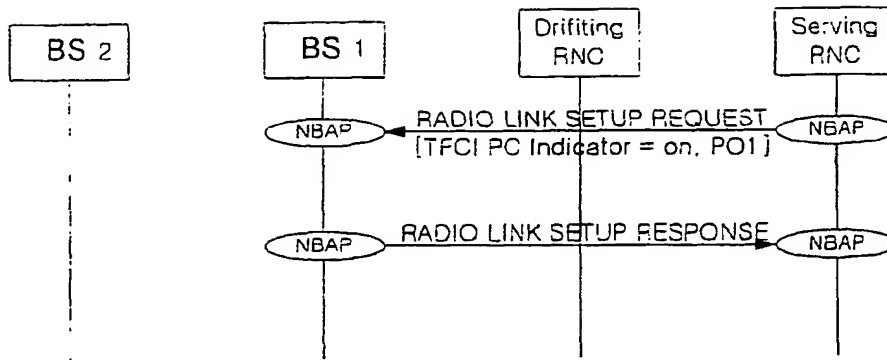 BS 2
BS 1
Drifiting
RNC
Serving
RNC
NBAP
RADIO LINK SETUP REQUEST
NBAP
[TFCI PC Indicator = on, PO1]
NBAP
RADIO LINK SETUP RESPONSE
NBAP